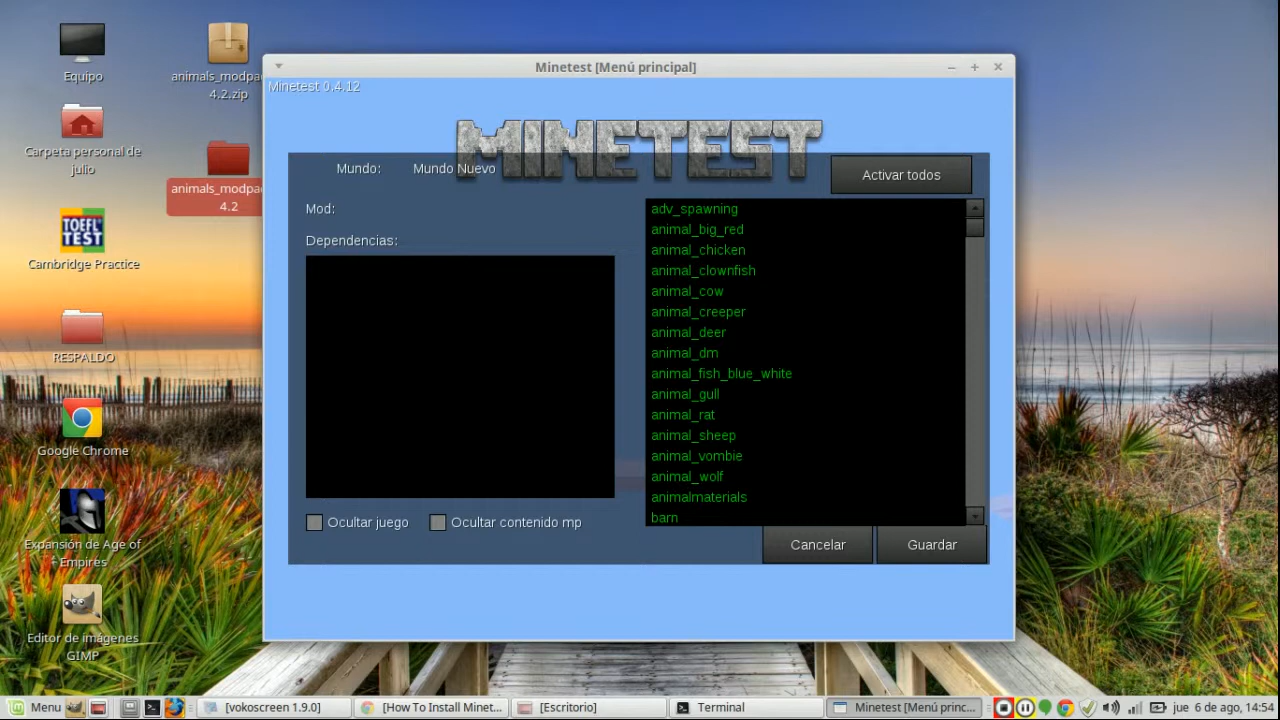 Equipo
animals_modpa
4.2.zip
Carpeta personal de
julio
animals_modpa
4.2
TOEFL
TEST
Cambridge Practice
RESPALDO
Google Chrome
Expansión de Age of
Empires
Editor de imágenes
GIMP
Minetest [Menú principal]
Minetest 0.4.12
MINETEST
Mundo: Mundo Nuevo
Activar todos
Mod:
Dependencias:
adv_spawning
animal_big_red
animal_chicken
animal_clownfish
animal_cow
animal_creeper
animal_deer
animal_dm
animal_fish_blue_white
animal_gull
animal_rat
animal_sheep
animal_vombie
animal_wolf
animalmaterials
barn
Ocultar juego Ocultar contenido mp
Cancelar Guardar
Menu [vokoscreen 1.9.0] [How To Install Minet... [Escritorio] Terminal Minetest [Menú princ... jue 6 de ago, 14:54